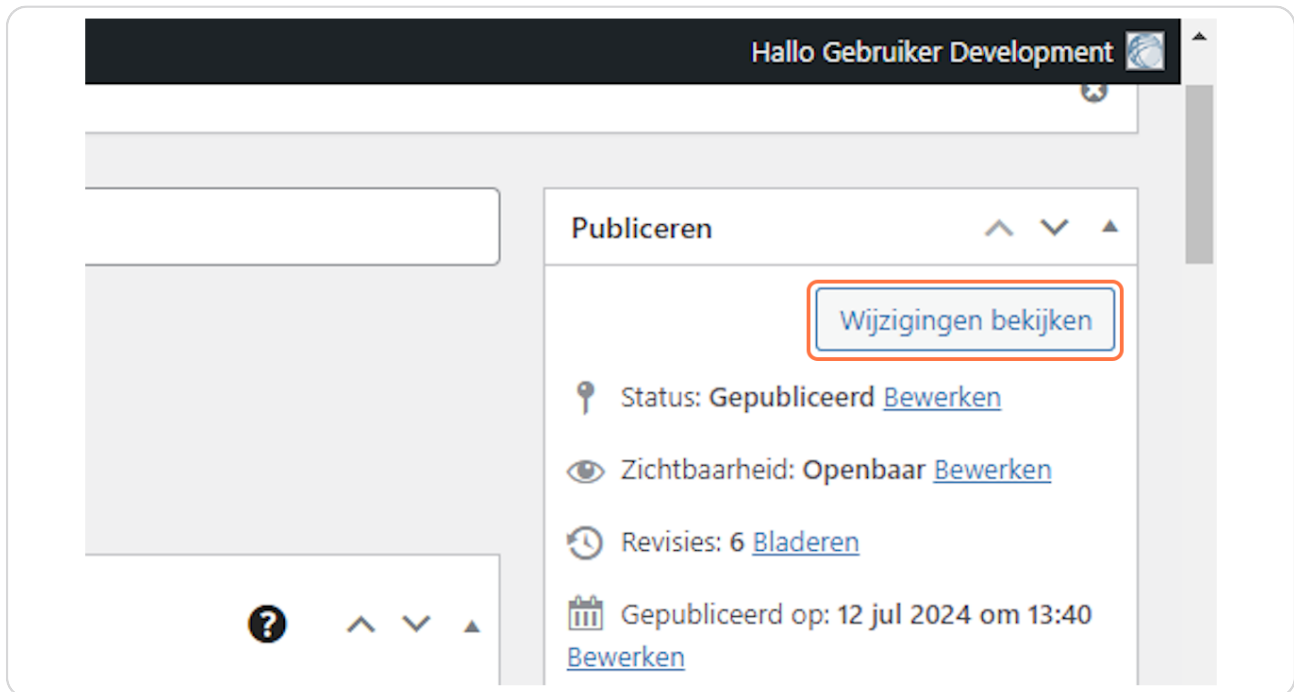 Hallo Gebruiker Development
Publiceren
Wijzigingen bekijken
Status: Gepubliceerd Bewerken
Zichtbaarheid: Openbaar Bewerken
Revisies: 6 Bladeren
Gepubliceerd op: 12 jul 2024 om 13:40
Bewerken
?